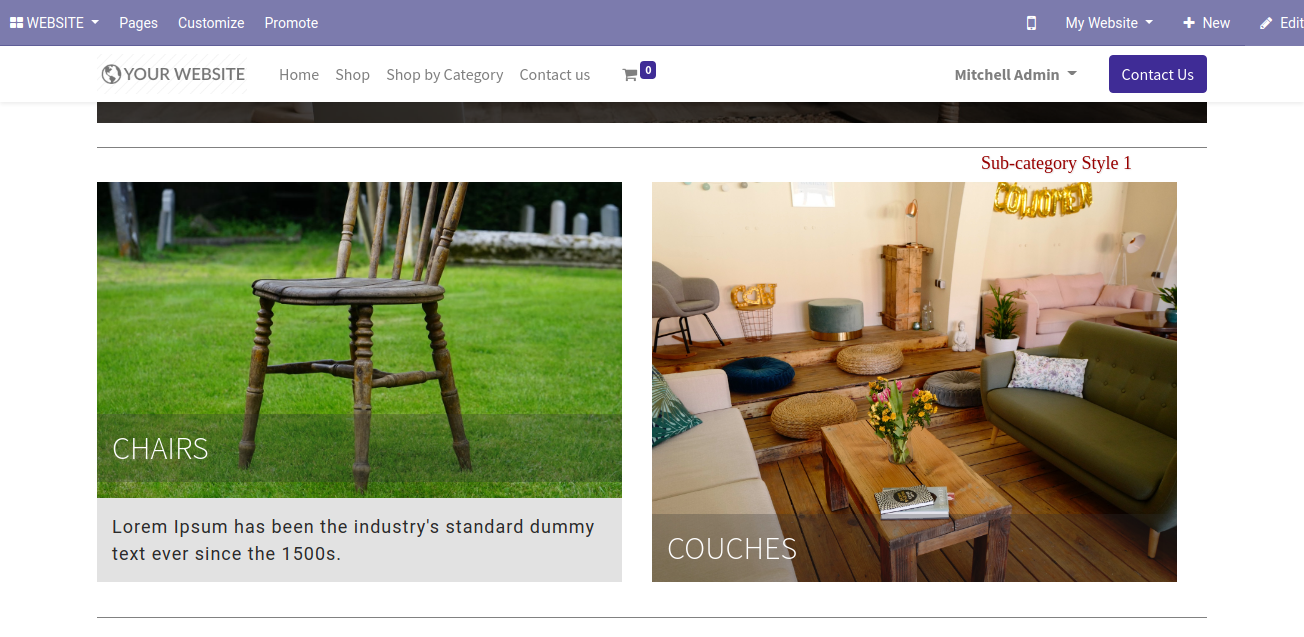 WEBSITE Pages Customize Promote My Website New Edit
YOUR WEBSITE Home Shop Shop by Category Contact us 0 Mitchell Admin Contact Us
Sub-category Style 1
CHAIRS
Lorem Ipsum has been the industry's standard dummy
text ever since the 1500s.
COUCHES